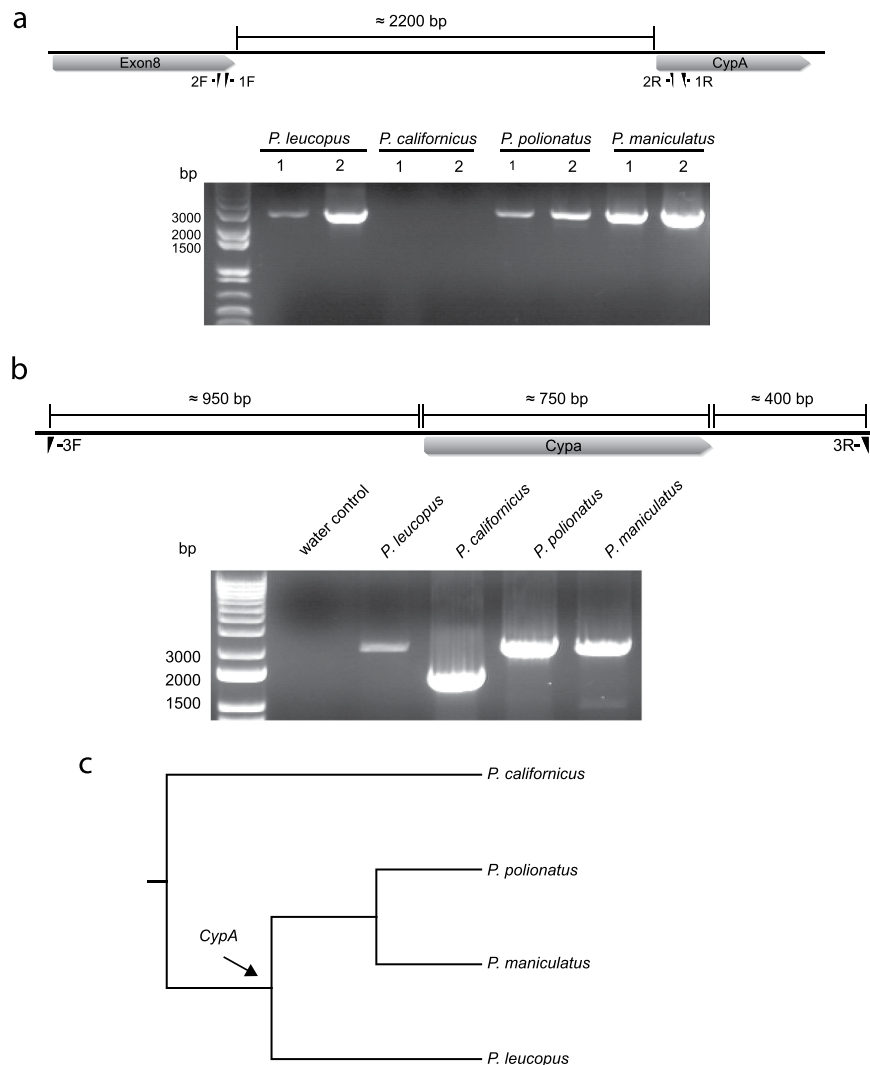 a
≈ 2200 bp
Exon8
CypA
2F 1F
2R 1R
P. leucopus P. californicus P. polionatus P. maniculatus
1 2 1 2 1 2 1 2
bp
3000
2000
1500
b
≈ 950 bp ≈ 750 bp ≈ 400 bp
3F Cypa 3R
water control P. leucopus P. californicus P. polionatus P. maniculatus
bp
3000
2000
1500
c
P. californicus
P. polionatus
CypA
P. maniculatus
P. leucopus